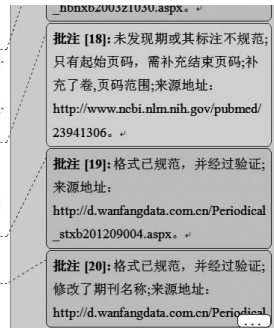 _hbnxb2003z1030.aspx。
批注 [18]: 未发现期或其标注不规范;
只有起始页码，需补充结束页码;补
充了卷,页码范围;来源地址:
http://www.ncbi.nlm.nih.gov/pubmed/
23941306。
批注 [19]: 格式已规范，并经过验证;
来源地址:
http://d.wanfangdata.com.cn/Periodical
_stxb201209004.aspx。
批注 [20]: 格式已规范，并经过验证;
修改了期刊名称;来源地址:
http://d.wanfangdata.com.cn/Periodical
...